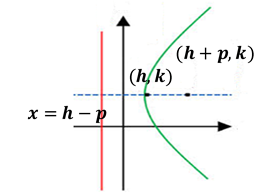 (h + p, k)
(h, k)
x = h − p